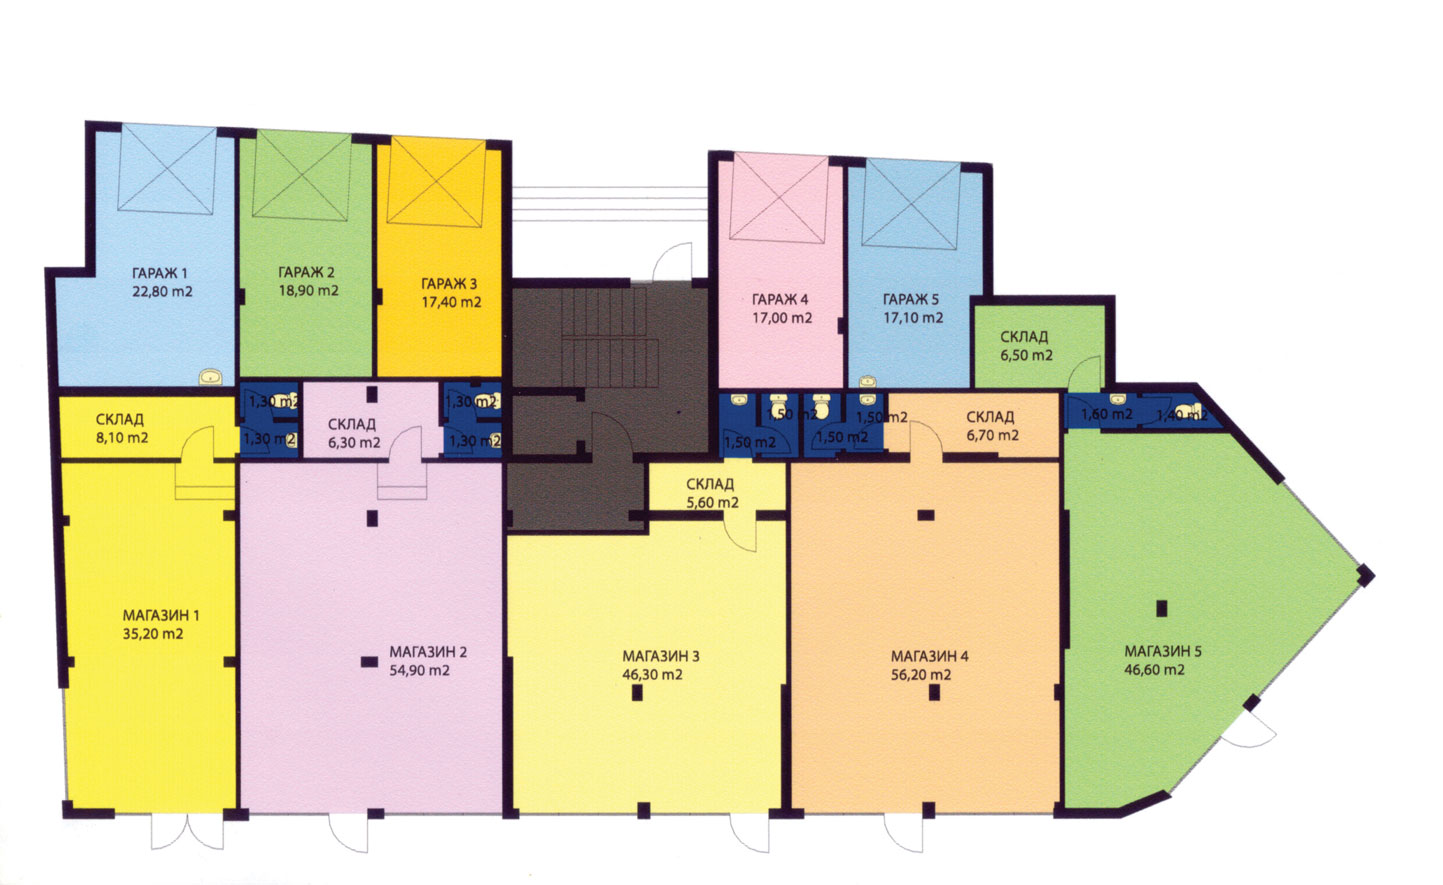 ГАРАЖ 1
22,80 m2
ГАРАЖ 2
18,90 m2
ГАРАЖ 3
17,40 m2
ГАРАЖ 4
17,00 m2
ГАРАЖ 5
17,10 m2
СКЛАД
6,50 m2
СКЛАД
8,10 m2
1,30 m2
1,30 m2
СКЛАД
6,30 m2
1,30 m2
1,30 m2
1,50 m2
1,50 m2
1,50 m2
1,50 m2
СКЛАД
6,70 m2
1,60 m2
1,40 m2
СКЛАД
5,60 m2
МАГАЗИН 1
35,20 m2
МАГАЗИН 2
54,90 m2
МАГАЗИН 3
46,30 m2
МАГАЗИН 4
56,20 m2
МАГАЗИН 5
46,60 m2